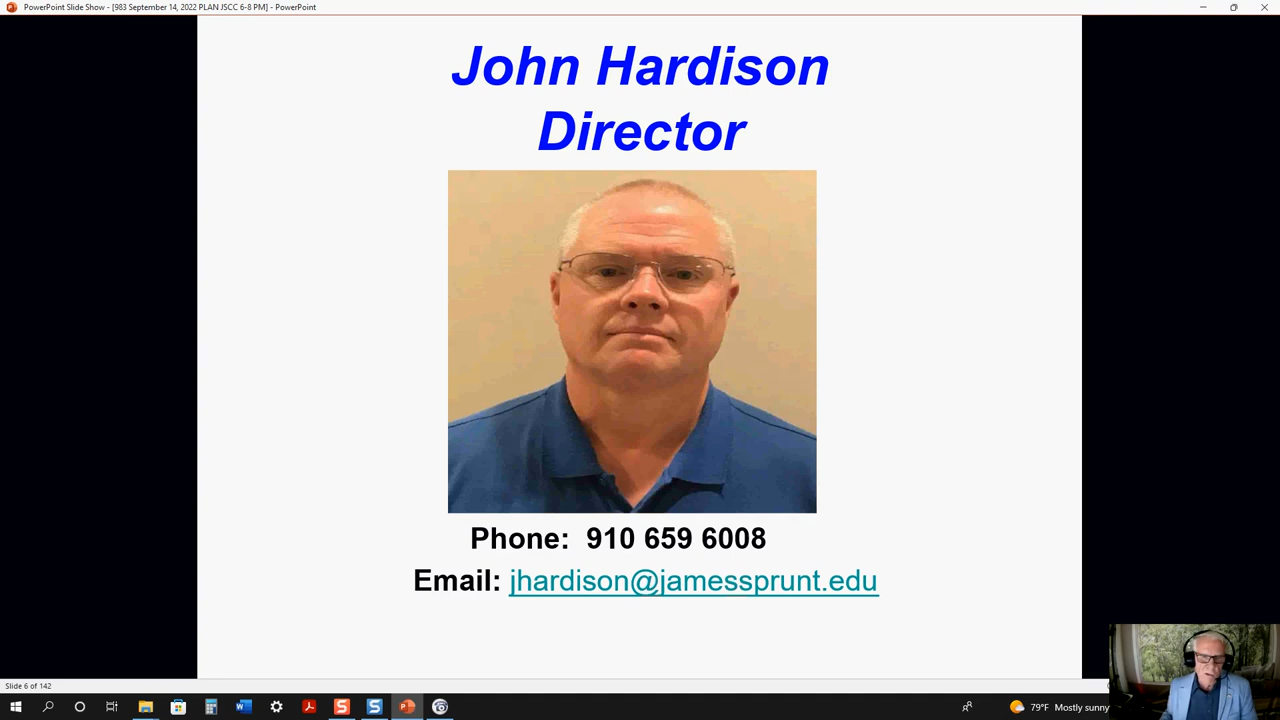 PowerPoint Slide Show - [983 September 14, 2022 PLAN JSCC 6-8 PM] - PowerPoint
John Hardison
Director
Phone: 910 659 6008
Email: jhardison@jamessprunt.edu
Slide 6 of 142
79°F Mostly sunny